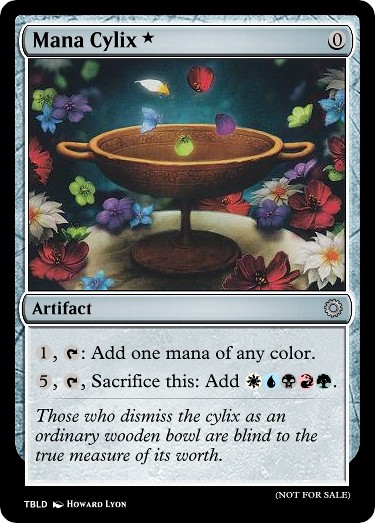 Mana Cylix ★ 0
Artifact
1, T: Add one mana of any color.
5, T, Sacrifice this: Add WUBRG.
Those who dismiss the cylix as an
ordinary wooden bowl are blind to the
true measure of its worth.
(NOT FOR SALE)
TBLD Howard Lyon